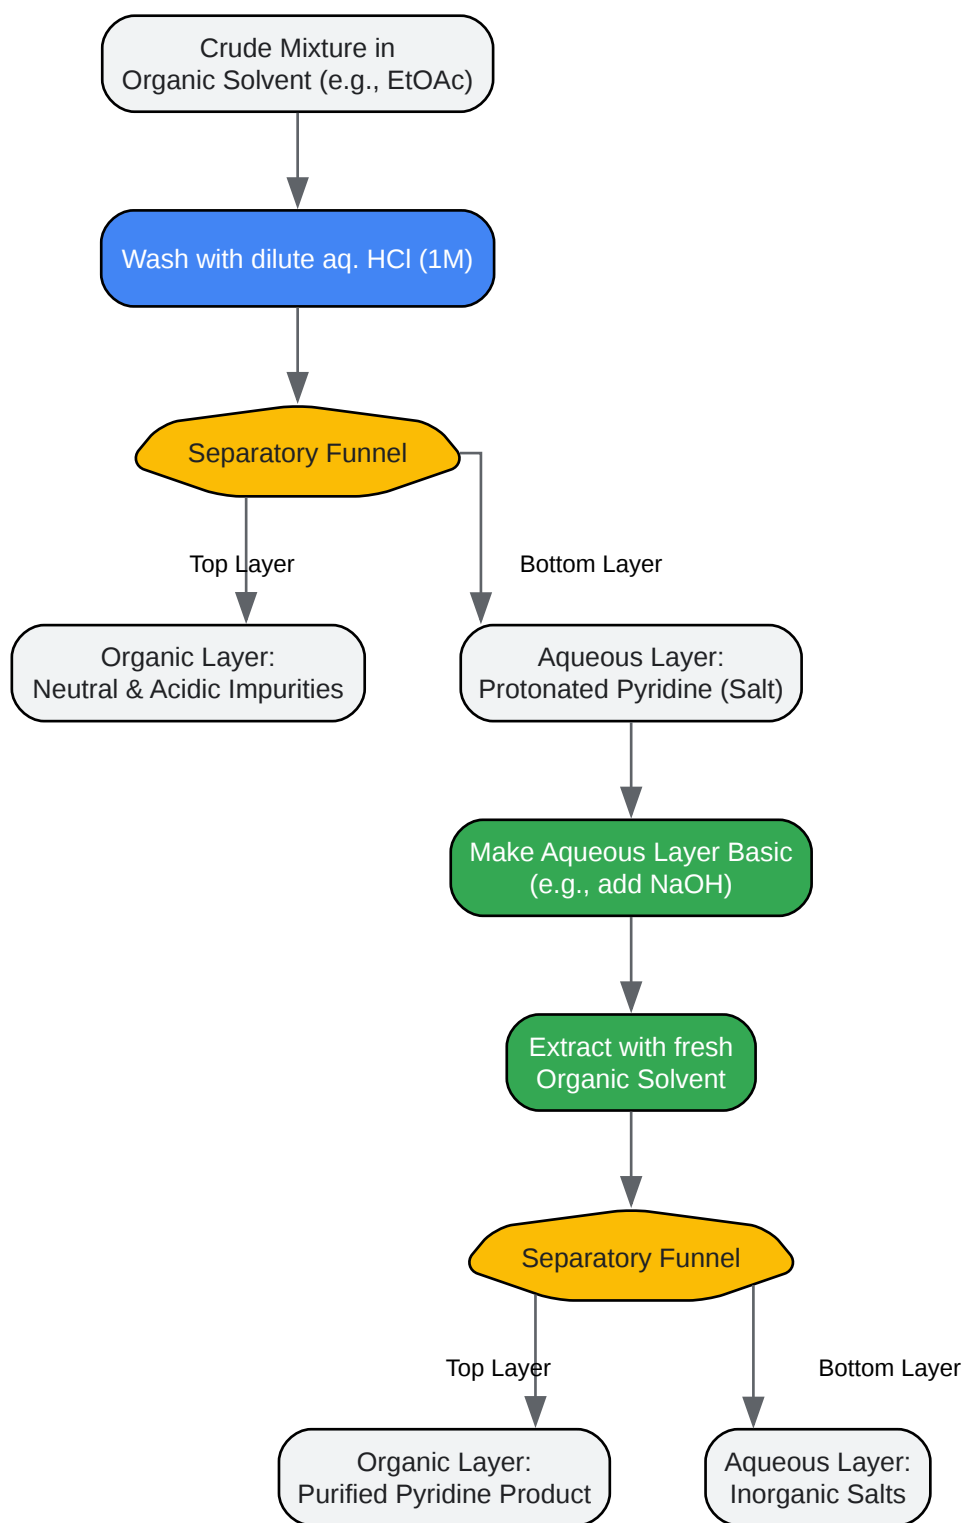 Crude Mixture in
Organic Solvent (e.g., EtOAc)
Wash with dilute aq. HCl (1M)
Separatory Funnel
Top Layer
Bottom Layer
Organic Layer:
Neutral & Acidic Impurities
Aqueous Layer:
Protonated Pyridine (Salt)
Make Aqueous Layer Basic
(e.g., add NaOH)
Extract with fresh
Organic Solvent
Separatory Funnel
Top Layer
Bottom Layer
Organic Layer:
Purified Pyridine Product
Aqueous Layer:
Inorganic Salts